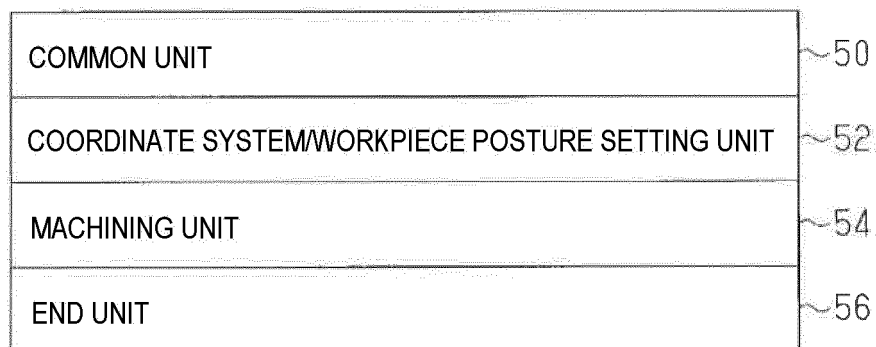 COMMON UNIT ~50
COORDINATE SYSTEM/WORKPIECE POSTURE SETTING UNIT ~52
MACHINING UNIT ~54
END UNIT ~56